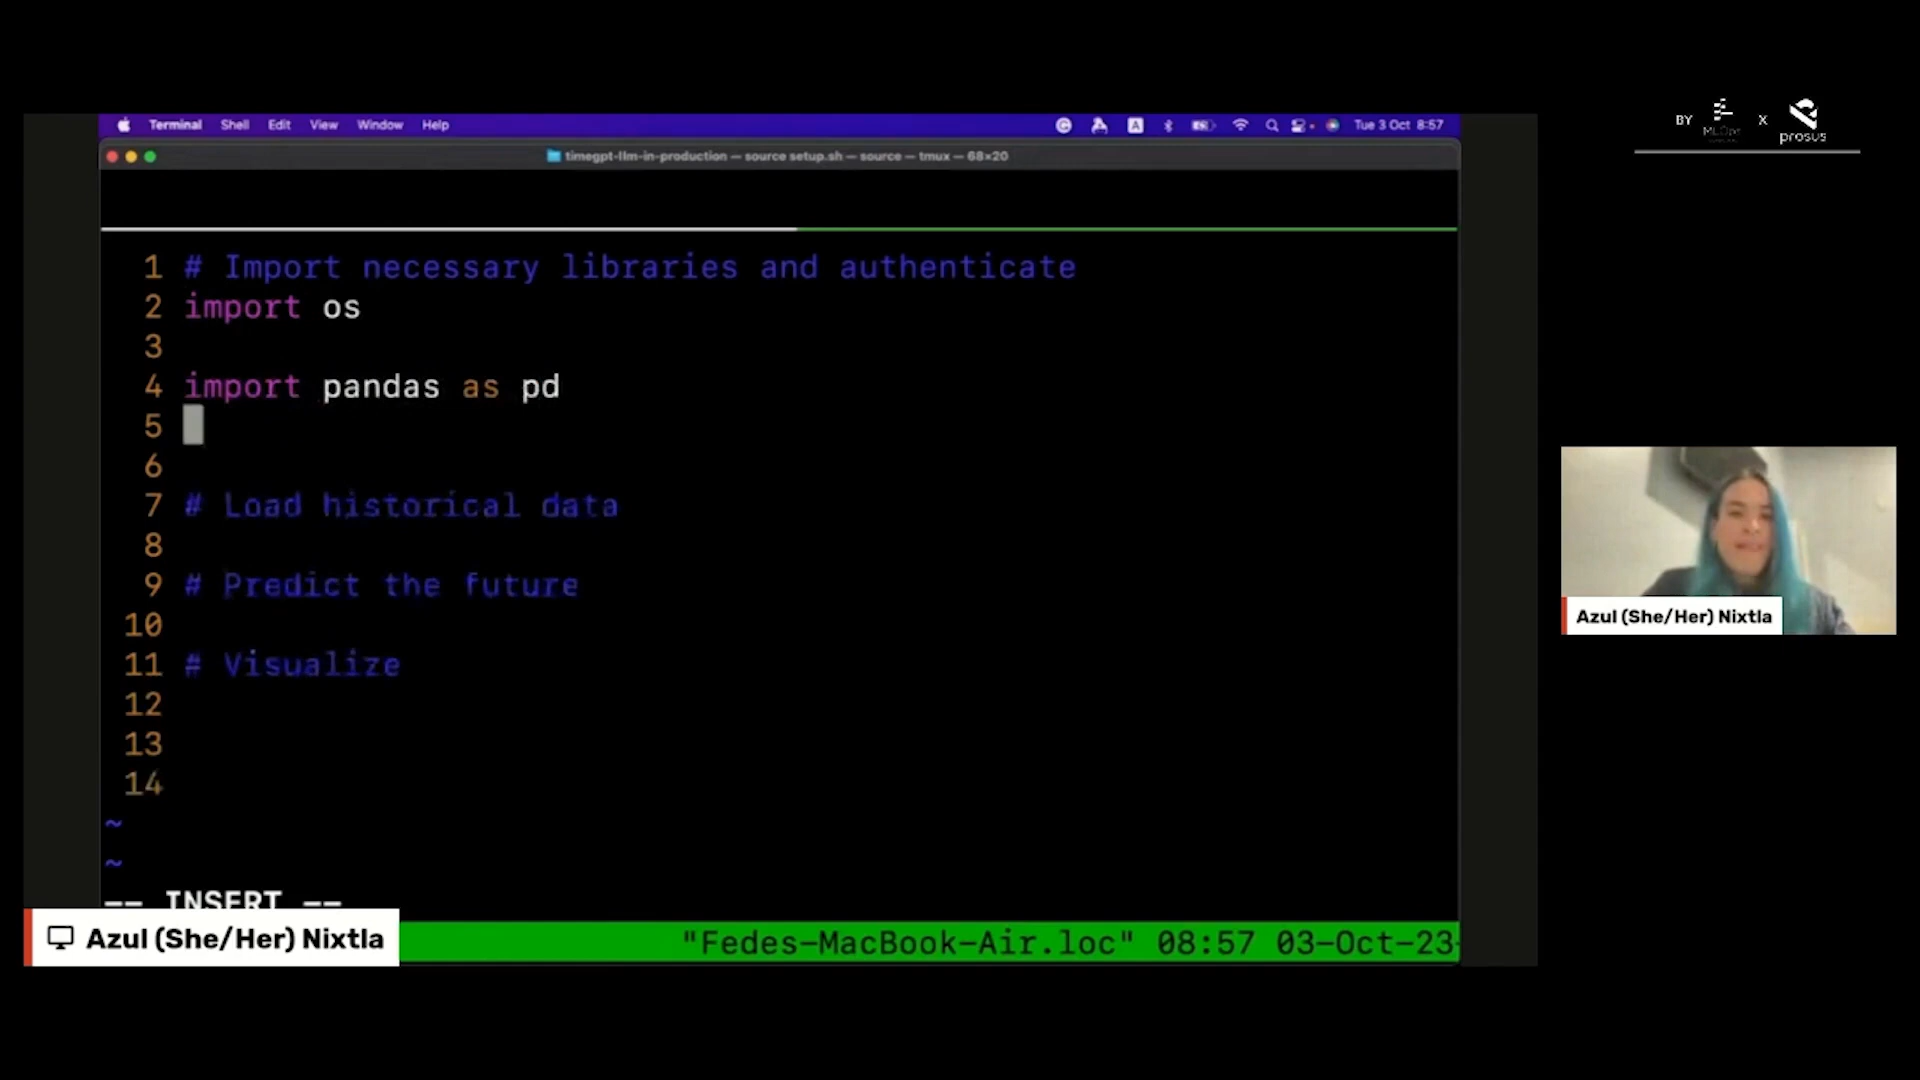 Terminal Shell Edit View Window Help
Tue 3 Oct 8:57
timegpt-llm-in-production — source setup.sh — source — tmux — 68×20
1 # Import necessary libraries and authenticate
2 import os
3
4 import pandas as pd
5
6
7 # Load historical data
8
9 # Predict the future
10
11 # Visualize
12
13
14
~
~
-- INSERT --
"Fedes-MacBook-Air.loc" 08:57 03-Oct-23
Azul (She/Her) Nixtla
BY
X
prosus
Azul (She/Her) Nixtla